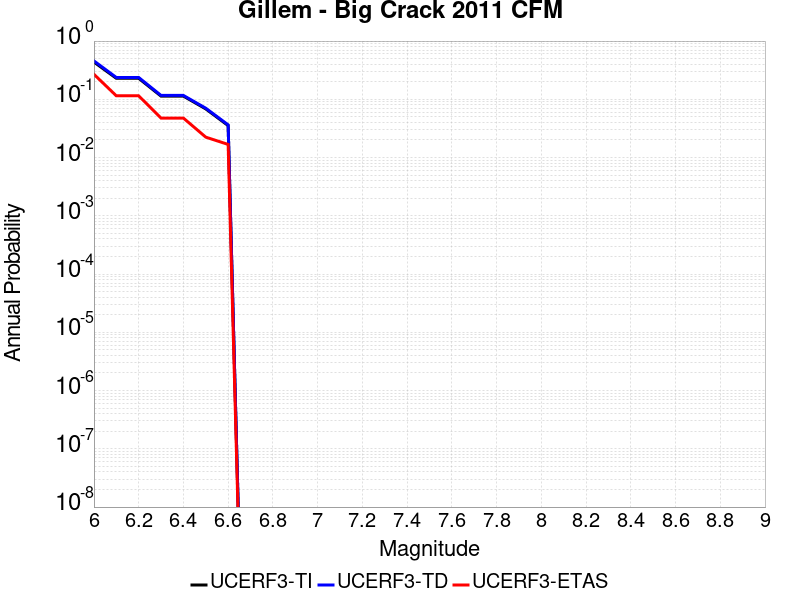 Gillem - Big Crack 2011 CFM
Annual Probability
10^0
10^-1
10^-2
10^-3
10^-4
10^-5
10^-6
10^-7
10^-8
6 6.2 6.4 6.6 6.8 7 7.2 7.4 7.6 7.8 8 8.2 8.4 8.6 8.8 9
Magnitude
UCERF3-TI UCERF3-TD UCERF3-ETAS